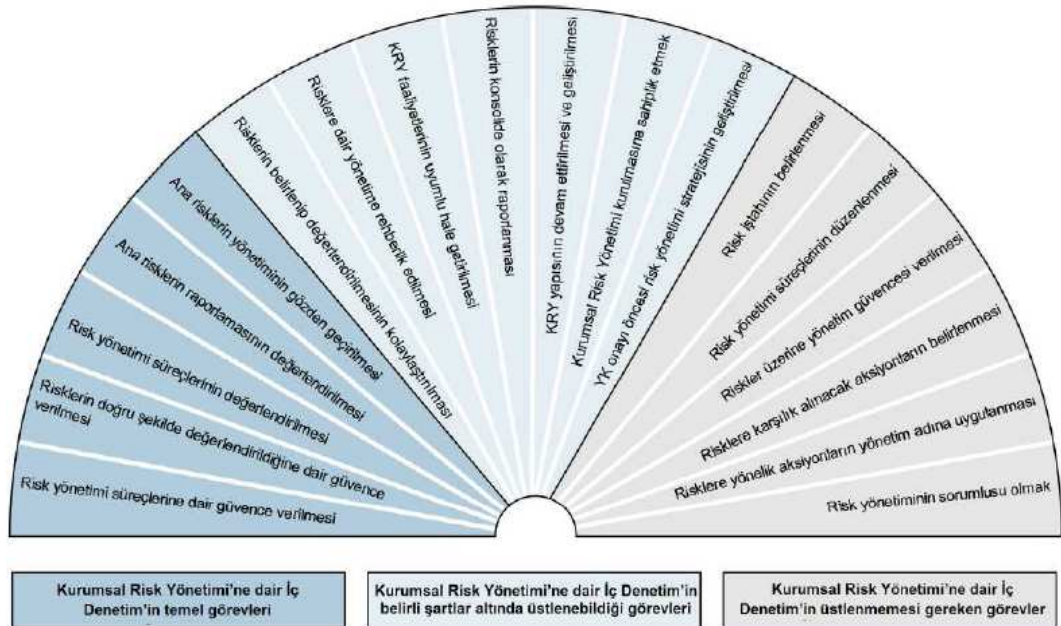 Risk yönetimi süreçlerine dair güvence verilmesi
Risklerin doğru şekilde değerlendirildiğine dair güvence
verilmesi
Risk yönetimi süreçlerinin değerlendirilmesi
Ana risklerin raporlamasının değerlendirilmesi
Ana risklerin yönetiminin gözden geçirilmesi
Risklerin belirlenip değerlendirilmesinin kolaylaştırılması
Risklere dair yönetime rehberlik edilmesi
KRY faaliyetlerinin uyumlu hale getirilmesi
Risklerin konsolide olarak raporlanması
KRY yapısının devam ettirilmesi ve geliştirilmesi
Kurumsal Risk Yönetimi kurulmasına sahiplik etmek
YK onayı öncesi risk yönetimi stratejisinin geliştirilmesi
Risk iştahının belirlenmesi
Risk yönetimi süreçlerinin düzenlenmesi
Riskler üzerine yönetim güvencesi verilmesi
Risklere karşılık alınacak aksiyonların belirlenmesi
Risklere yönelik aksiyonların yönetim adına uygulanması
Risk yönetiminin sorumlusu olmak
Kurumsal Risk Yönetimi’ne dair İç
Denetim’in temel görevleri
Kurumsal Risk Yönetimi’ne dair İç Denetim’in
belirli şartlar altında üstlenebildiği görevleri
Kurumsal Risk Yönetimi’ne dair İç
Denetim’in üstlenmemesi gereken görevler